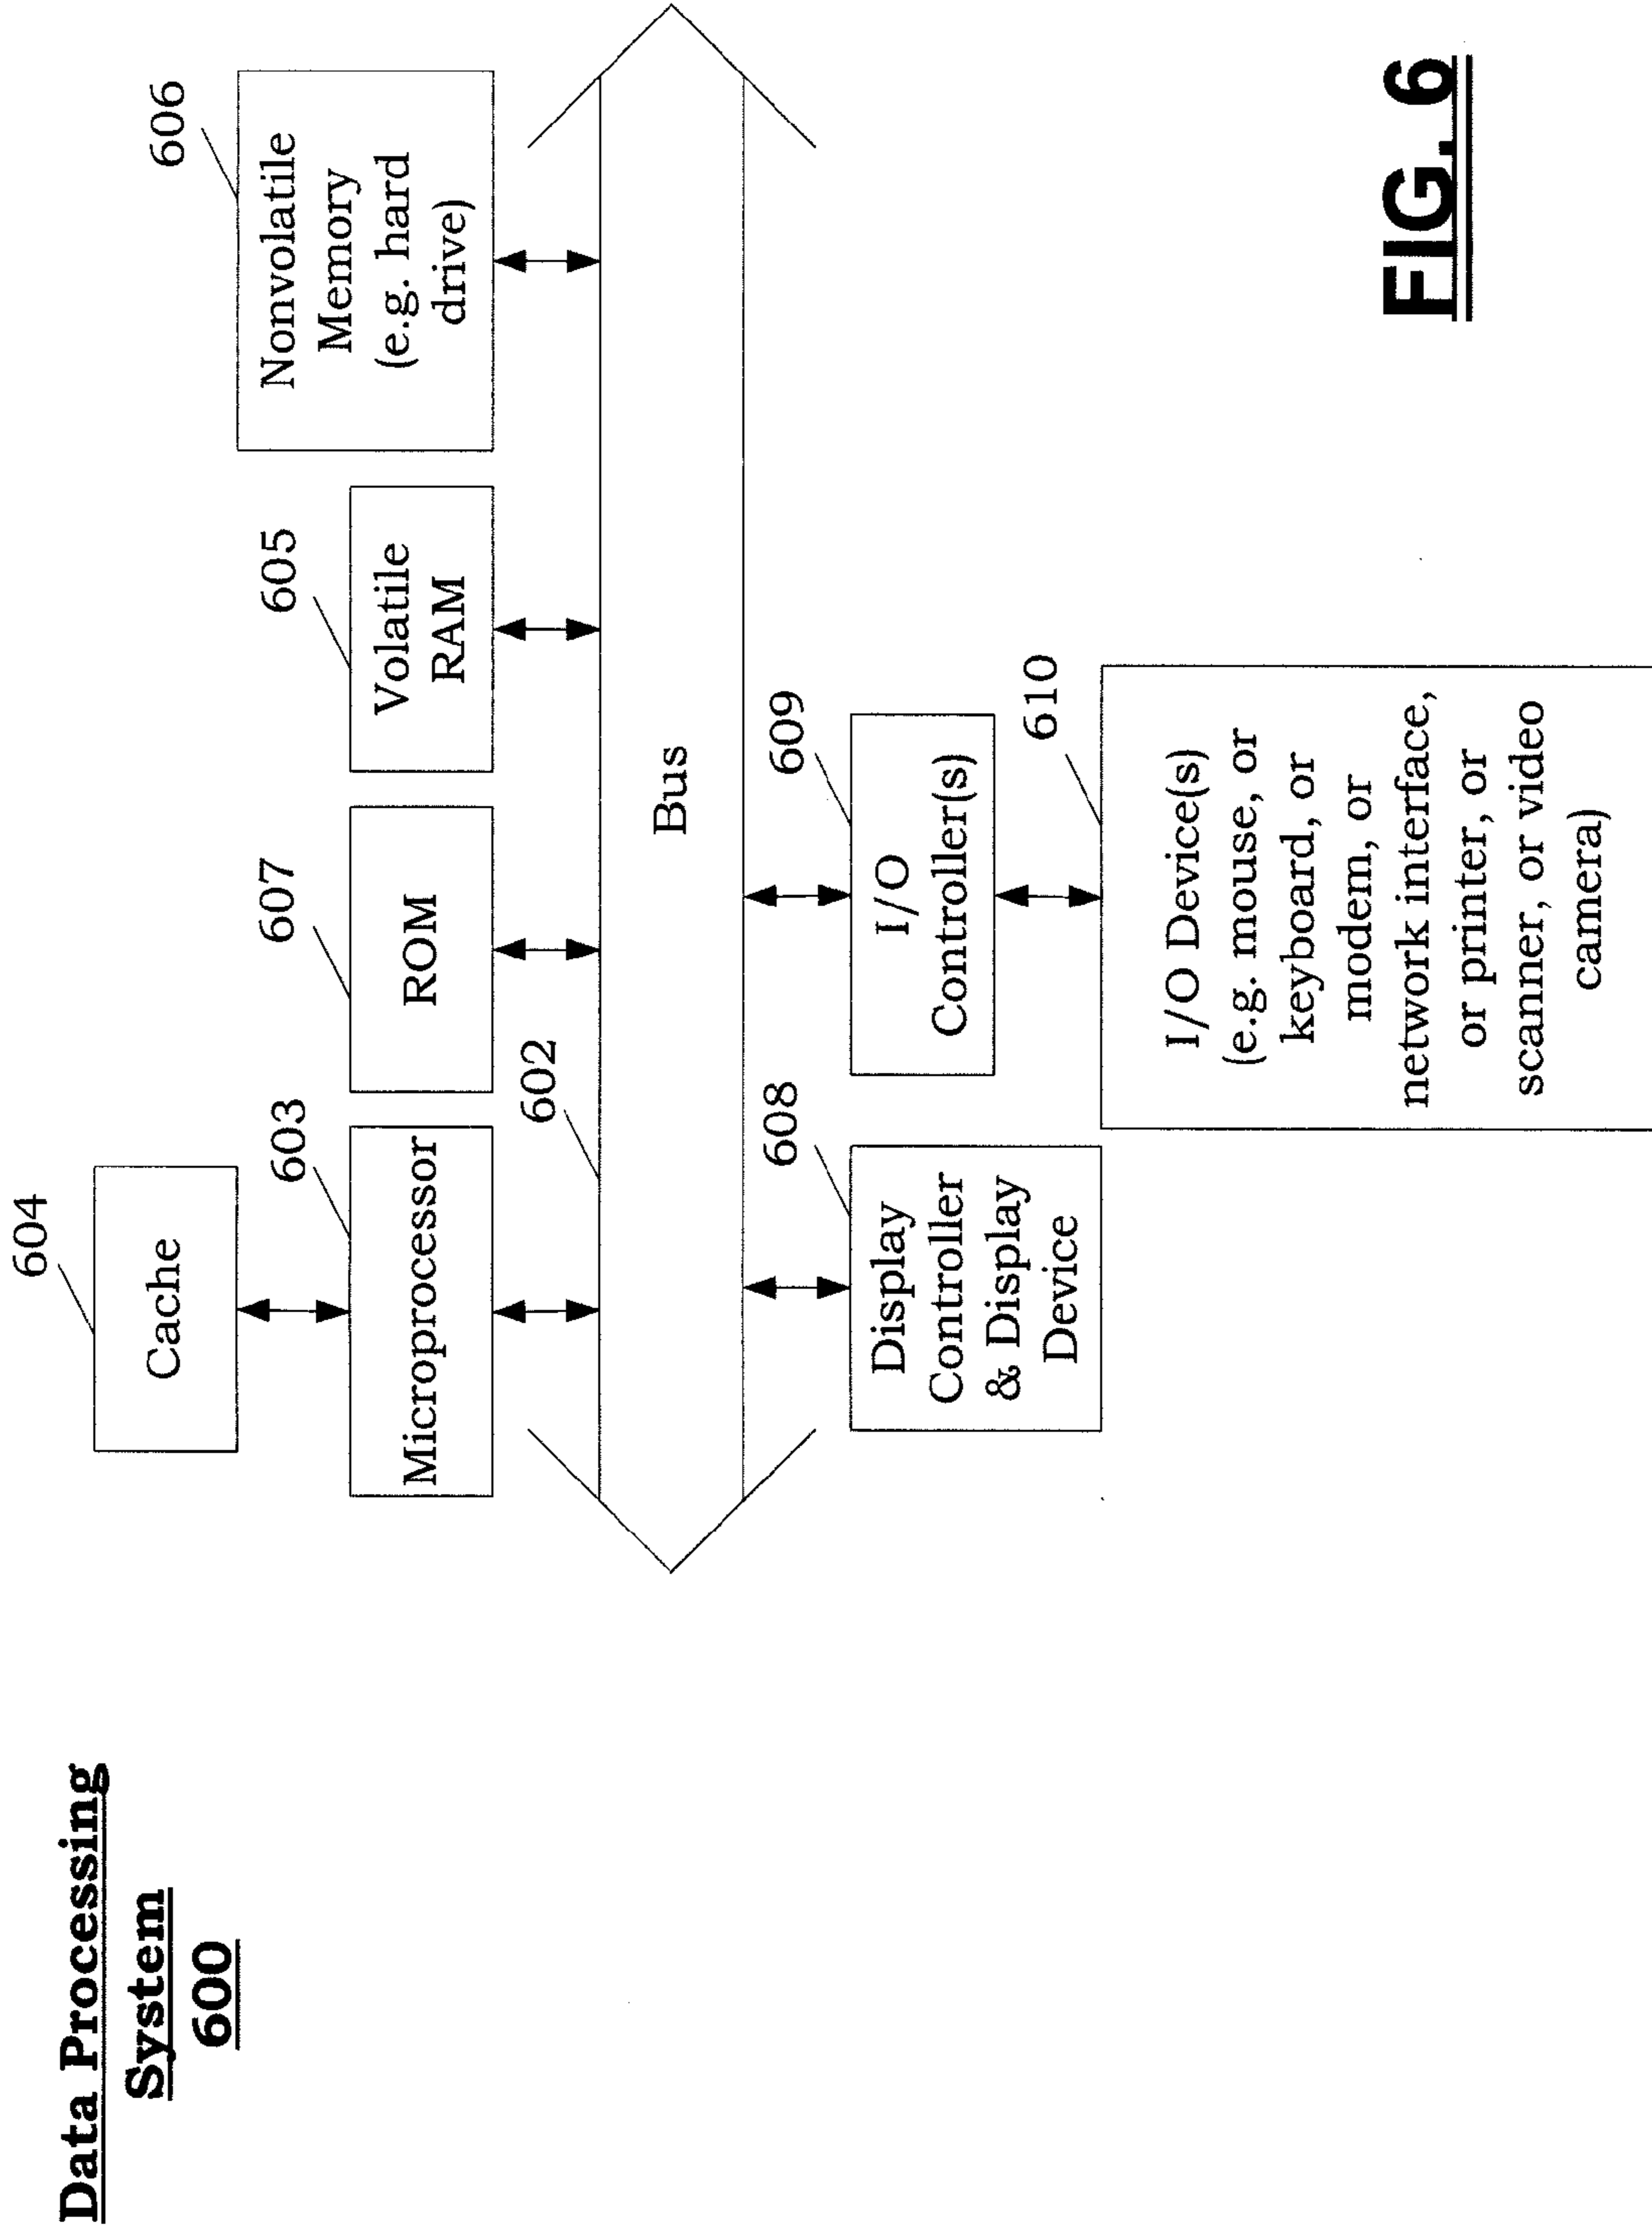 Data Processing
System
600
604
Cache
603
Microprocessor
607
ROM
605
Volatile
RAM
606
Nonvolatile
Memory
(e.g. hard
drive)
602
Bus
608
Display
Controller
& Display
Device
609
I/O
Controller(s)
610
I/O Device(s)
(e.g. mouse, or
keyboard, or
modem, or
network interface,
or printer, or
scanner, or video
camera)
FIG. 6